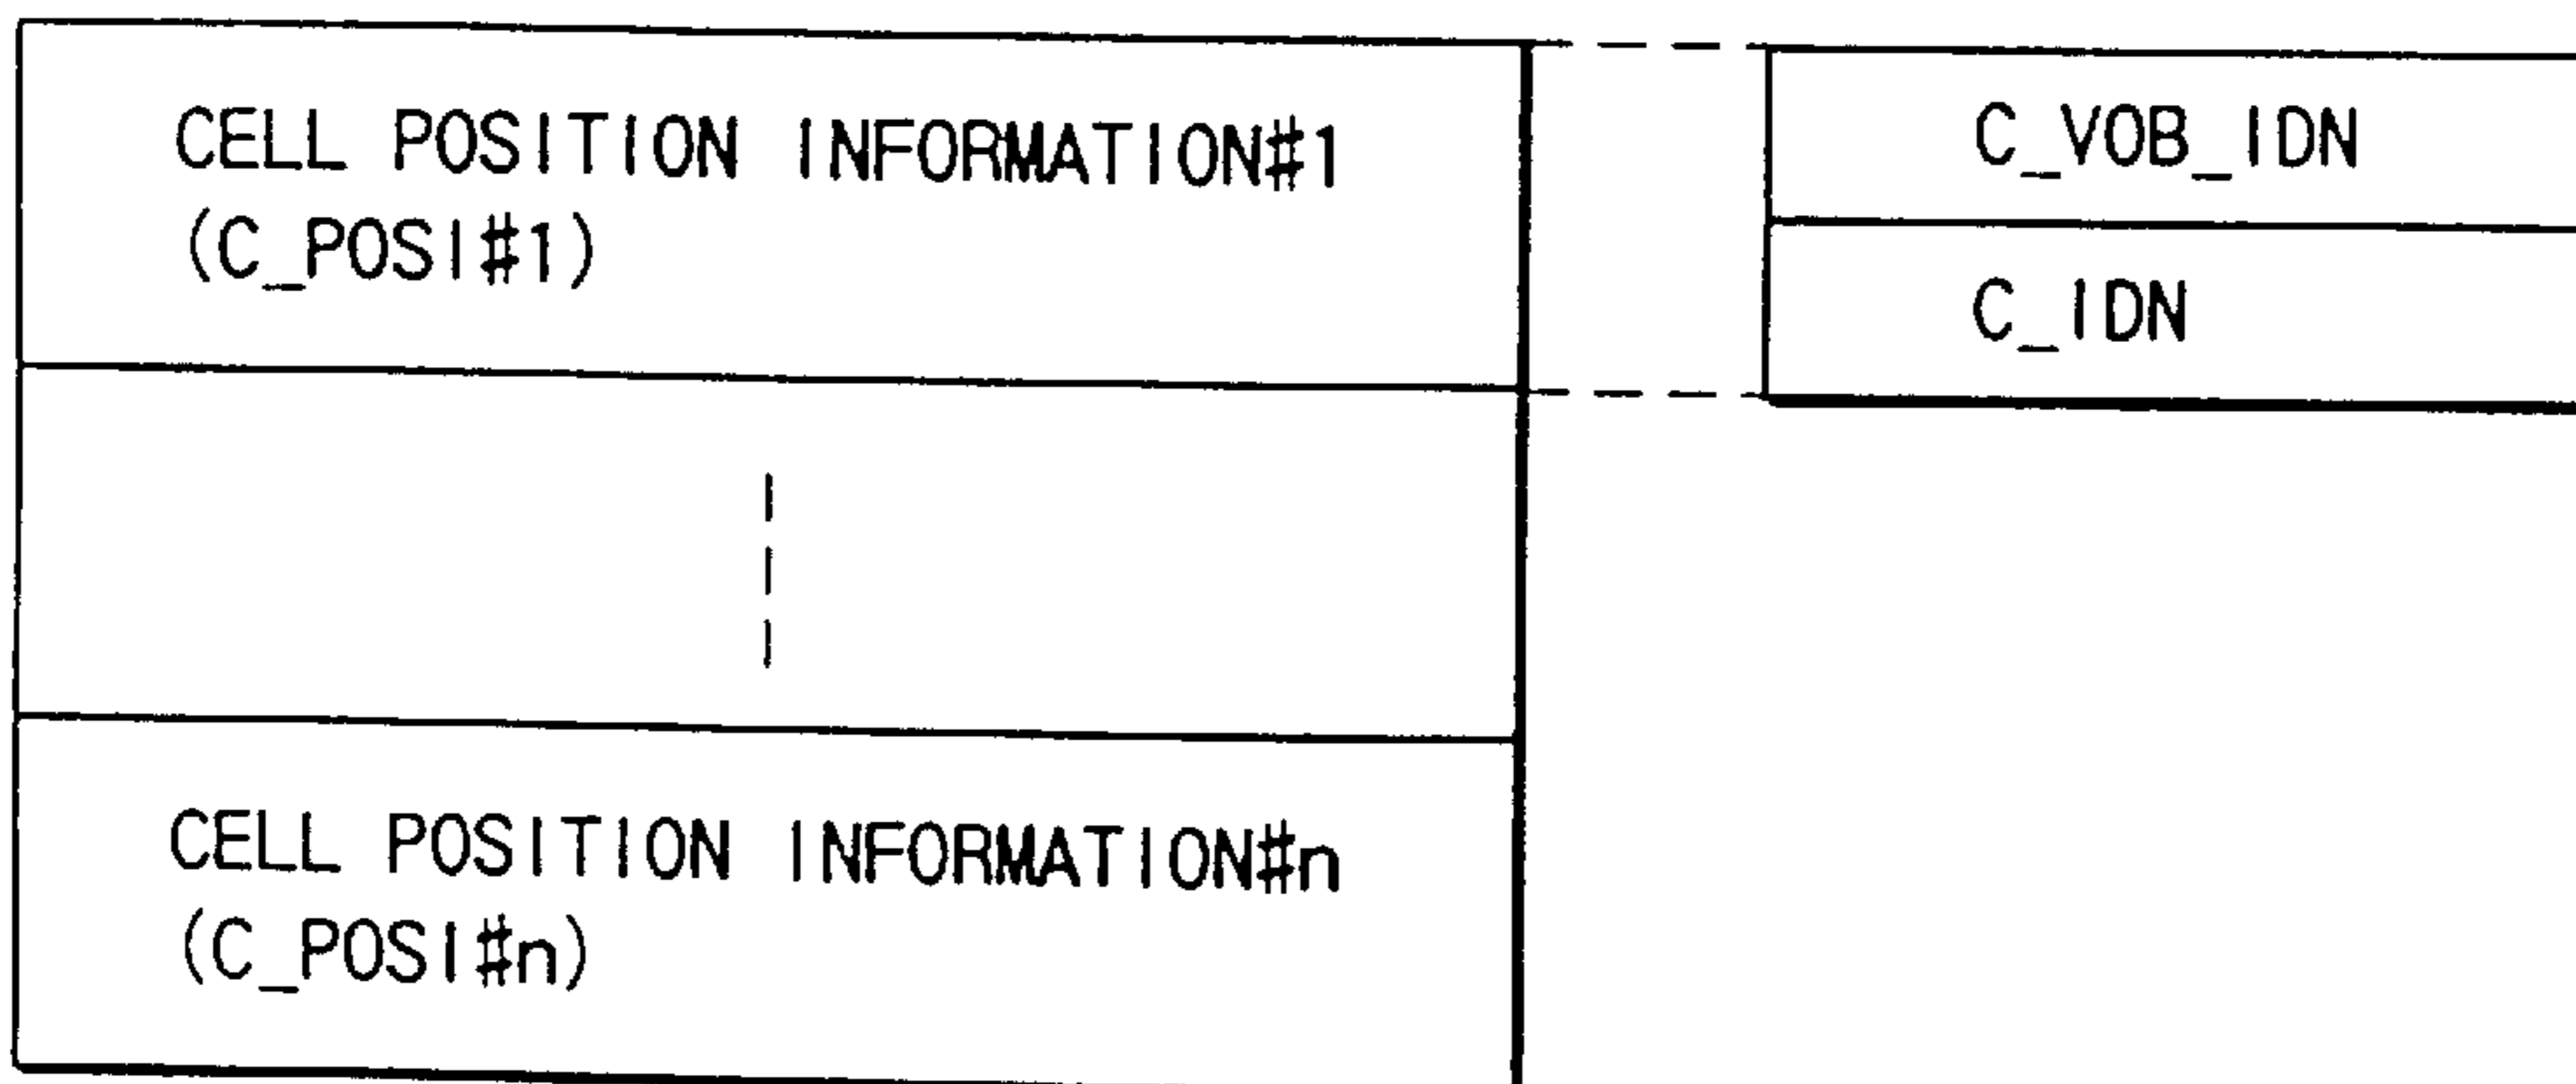 CELL POSITION INFORMATION#1
(C_POSI#1)
C_VOB_IDN
C_IDN
CELL POSITION INFORMATION#n
(C_POSI#n)